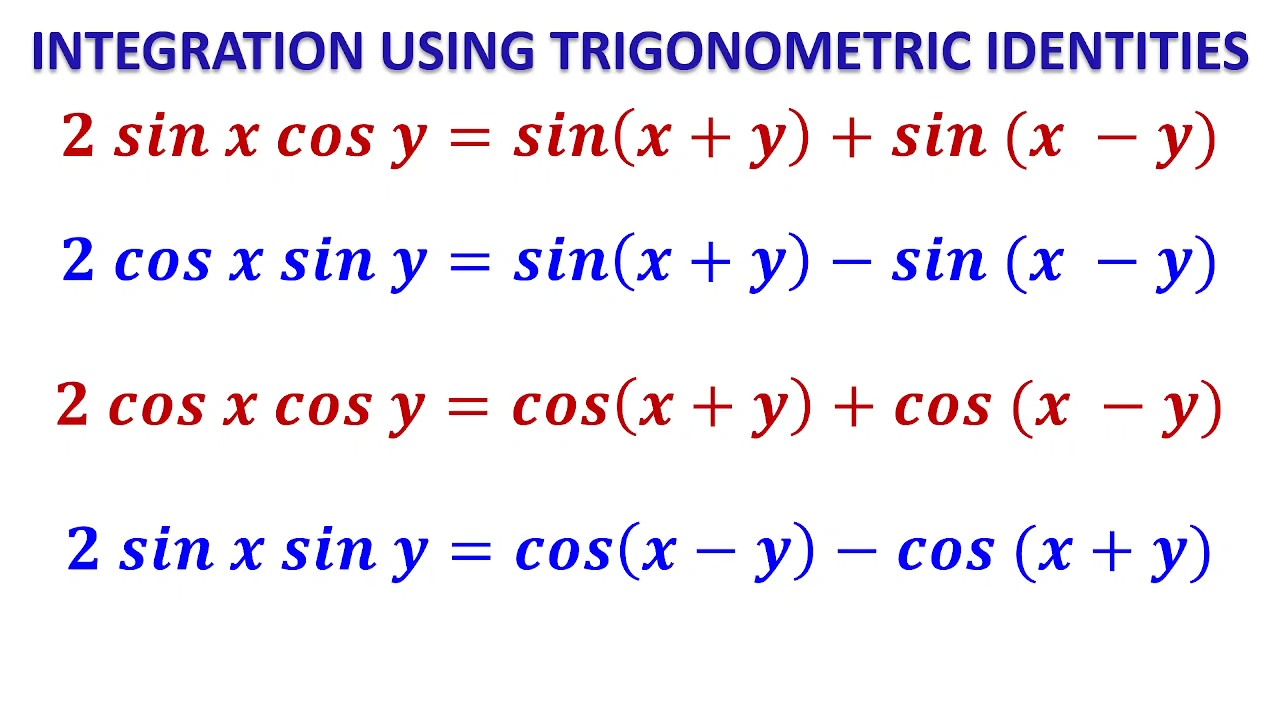 INTEGRATION USING TRIGONOMETRIC IDENTITIES
2 sin x cos y = sin(x + y) + sin (x − y)
2 cos x sin y = sin(x + y) − sin (x − y)
2 cos x cos y = cos(x + y) + cos (x − y)
2 sin x sin y = cos(x − y) − cos (x + y)